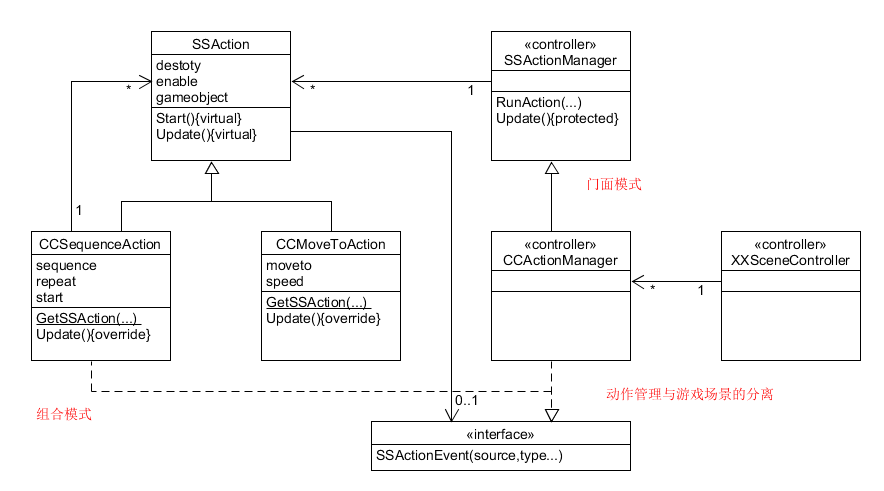 SSAction
destoty
enable
gameobject
Start(){virtual}
Update(){virtual}
«controller»
SSActionManager
RunAction(...)
Update(){protected}
*
*
1
门面模式
1
CCSequenceAction
sequence
repeat
start
GetSSAction(...)
Update(){override}
CCMoveToAction
moveto
speed
GetSSAction(...)
Update(){override}
«controller»
CCActionManager
«controller»
XXSceneController
*
1
组合模式
0..1
动作管理与游戏场景的分离
«interface»
SSActionEvent(source,type...)